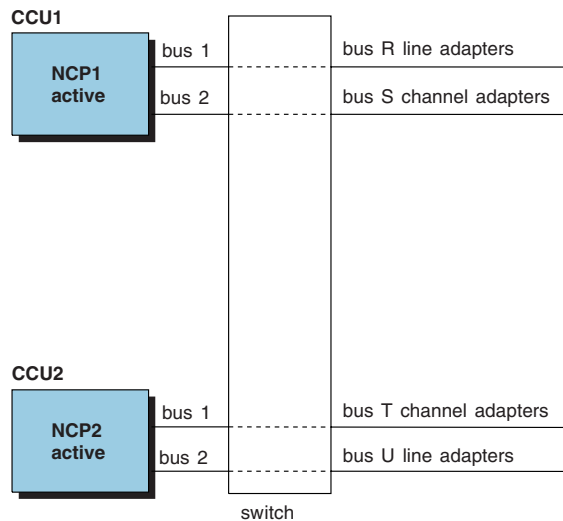 CCU1
NCP1
active
bus 1
bus 2
bus R line adapters
bus S channel adapters
CCU2
NCP2
active
bus 1
bus 2
bus T channel adapters
bus U line adapters
switch